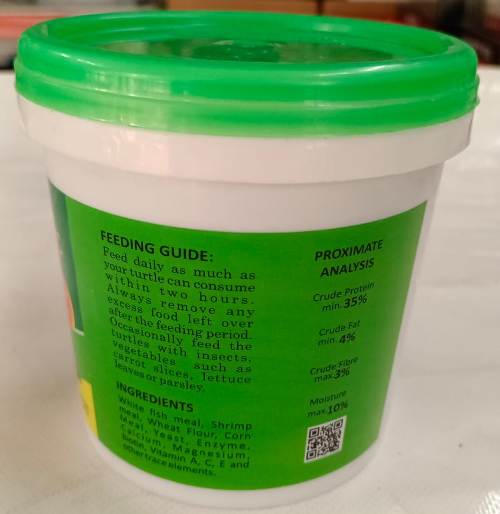 FEEDING GUIDE:
Feed daily as much as
your turtle can consume
within two hours.
Always remove any
excess food left over
after the feeding period.
Occasionally feed the
turtles with insects,
vegetables such as
carrot slices, lettuce
leaves or parsley.
INGREDIENTS
White fish meal, Shrimp
meal, Wheat Flour, Corn
Meal, Yeast, Enzyme,
Calcium, Magnesium,
biotin, Vitamin A, C, E and
other trace elements.
PROXIMATE
ANALYSIS
Crude Protein
min. 35%
Crude Fat
min. 4%
Crude Fibre
max.3%
Moisture
max.10%